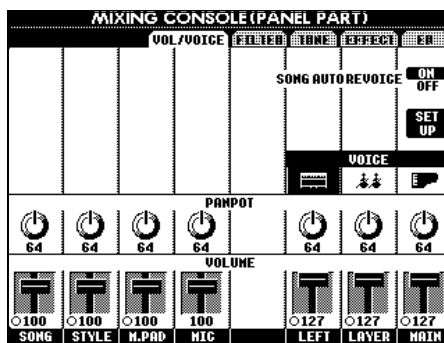 MIXING CONSOLE(PANEL PART)
VOL/VOICE FILTER TUNE EFFECT EQ
SONG AUTO REVOICE ON
OFF
SET
UP
VOICE
PANPOT
64 64 64 64 64 64 64
VOLUME
100 100 100 100 127 127 127
SONG STYLE M.PAD MIC LEFT LAYER MAIN